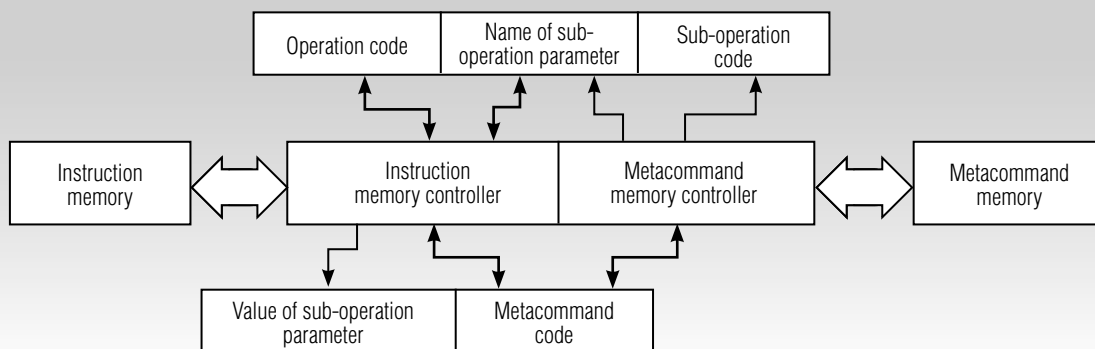 Operation code
Name of sub-
operation parameter
Sub-operation
code
Instruction
memory
Instruction
memory controller
Metacommand
memory controller
Metacommand
memory
Value of sub-operation
parameter
Metacommand
code